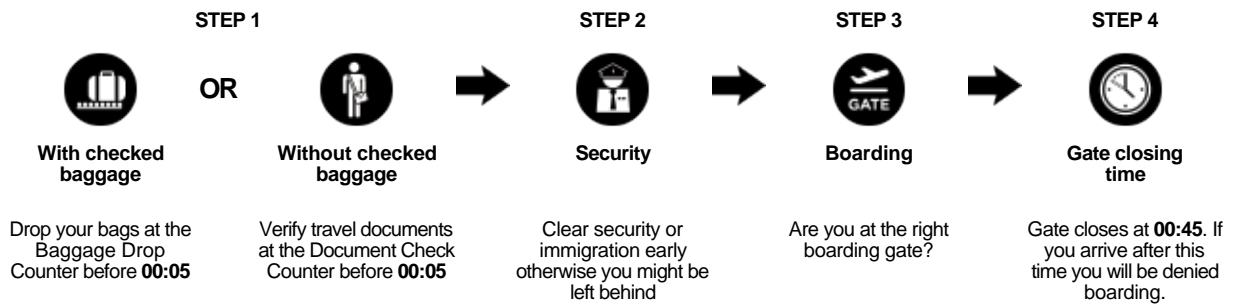 STEP 1
STEP 2
STEP 3
STEP 4
OR
GATE
With checked
baggage
Without checked
baggage
Security
Boarding
Gate closing
time
Drop your bags at the
Baggage Drop
Counter before 00:05
Verify travel documents
at the Document Check
Counter before 00:05
Clear security or
immigration early
otherwise you might be
left behind
Are you at the right
boarding gate?
Gate closes at 00:45. If
you arrive after this
time you will be denied
boarding.